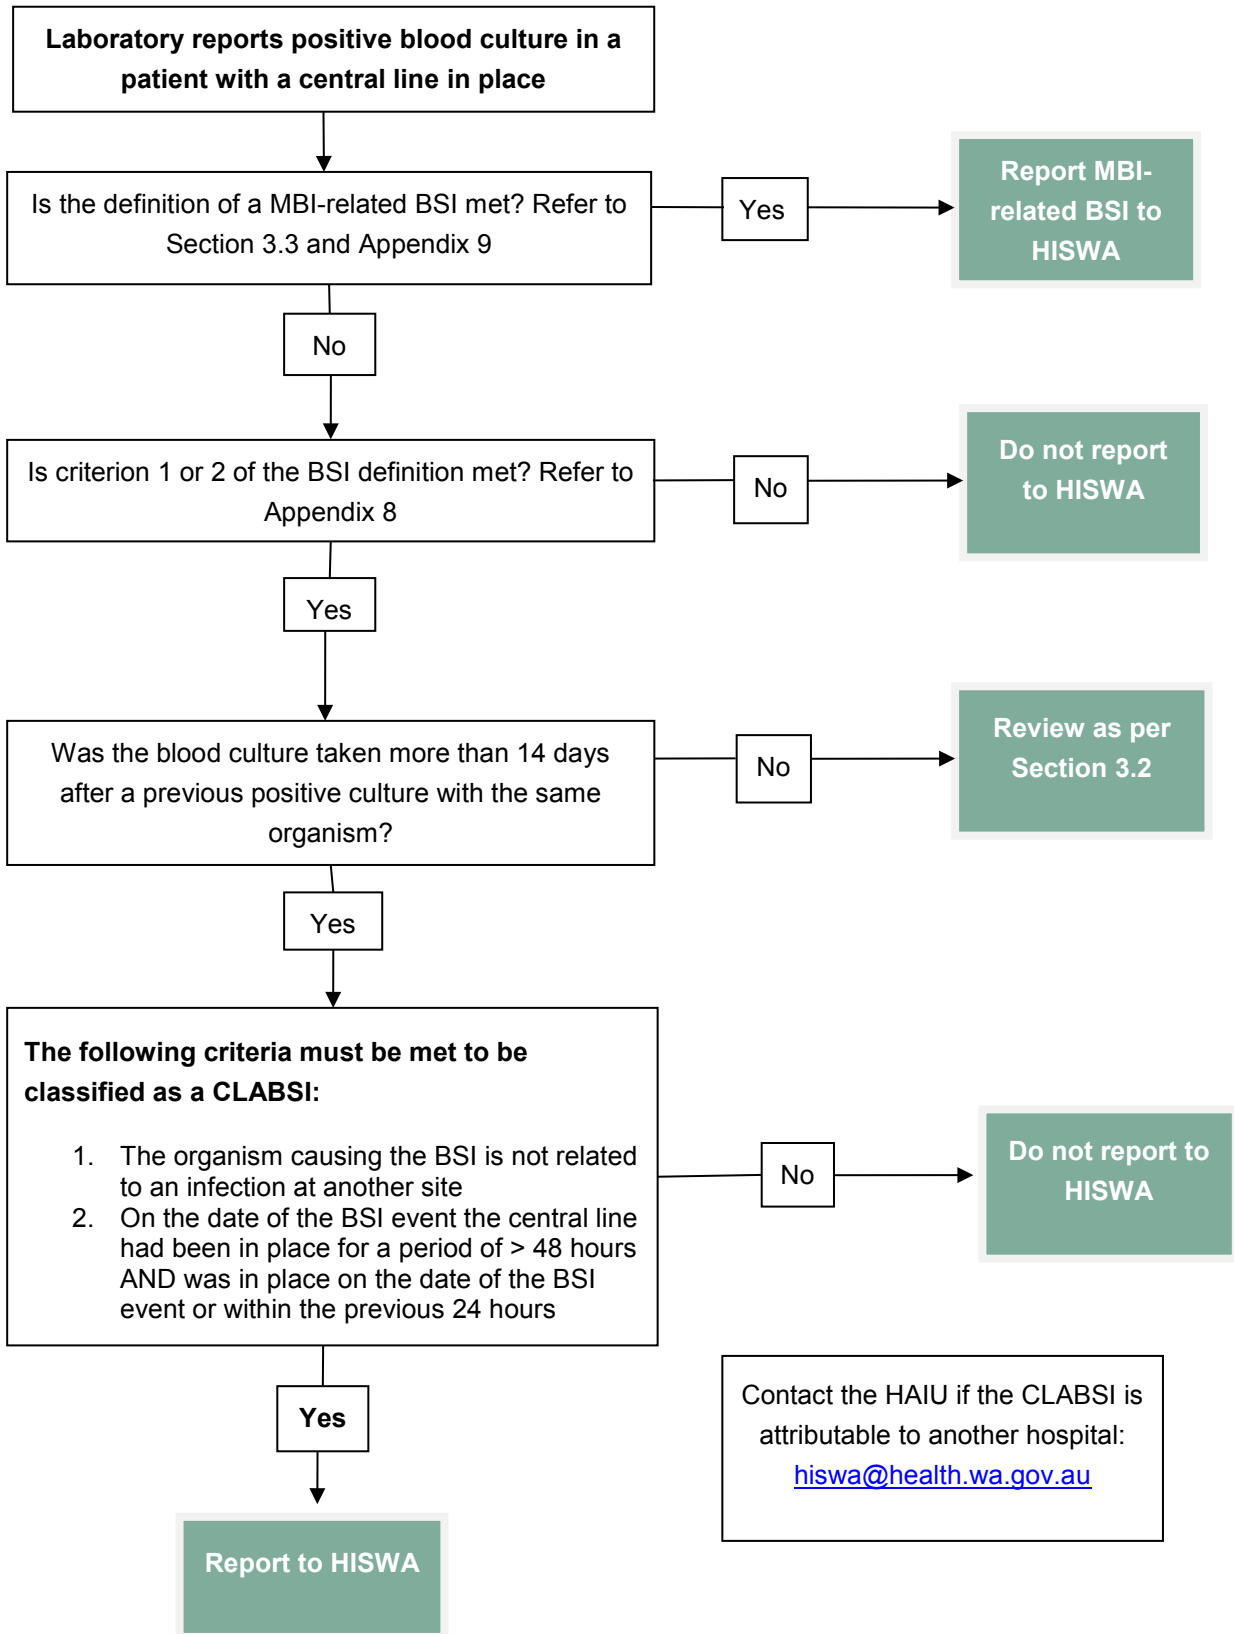 Laboratory reports positive blood culture in a
patient with a central line in place
Is the definition of a MBI-related BSI met? Refer to
Section 3.3 and Appendix 9
Yes
Report MBI-
related BSI to
HISWA
No
Is criterion 1 or 2 of the BSI definition met? Refer to
Appendix 8
No
Do not report
to HISWA
Yes
Was the blood culture taken more than 14 days
after a previous positive culture with the same
organism?
No
Review as per
Section 3.2
Yes
The following criteria must be met to be
classified as a CLABSI:
1. The organism causing the BSI is not related
to an infection at another site
2. On the date of the BSI event the central line
had been in place for a period of > 48 hours
AND was in place on the date of the BSI
event or within the previous 24 hours
No
Do not report to
HISWA
Yes
Report to HISWA
Contact the HAIU if the CLABSI is
attributable to another hospital:
hiswa@health.wa.gov.au